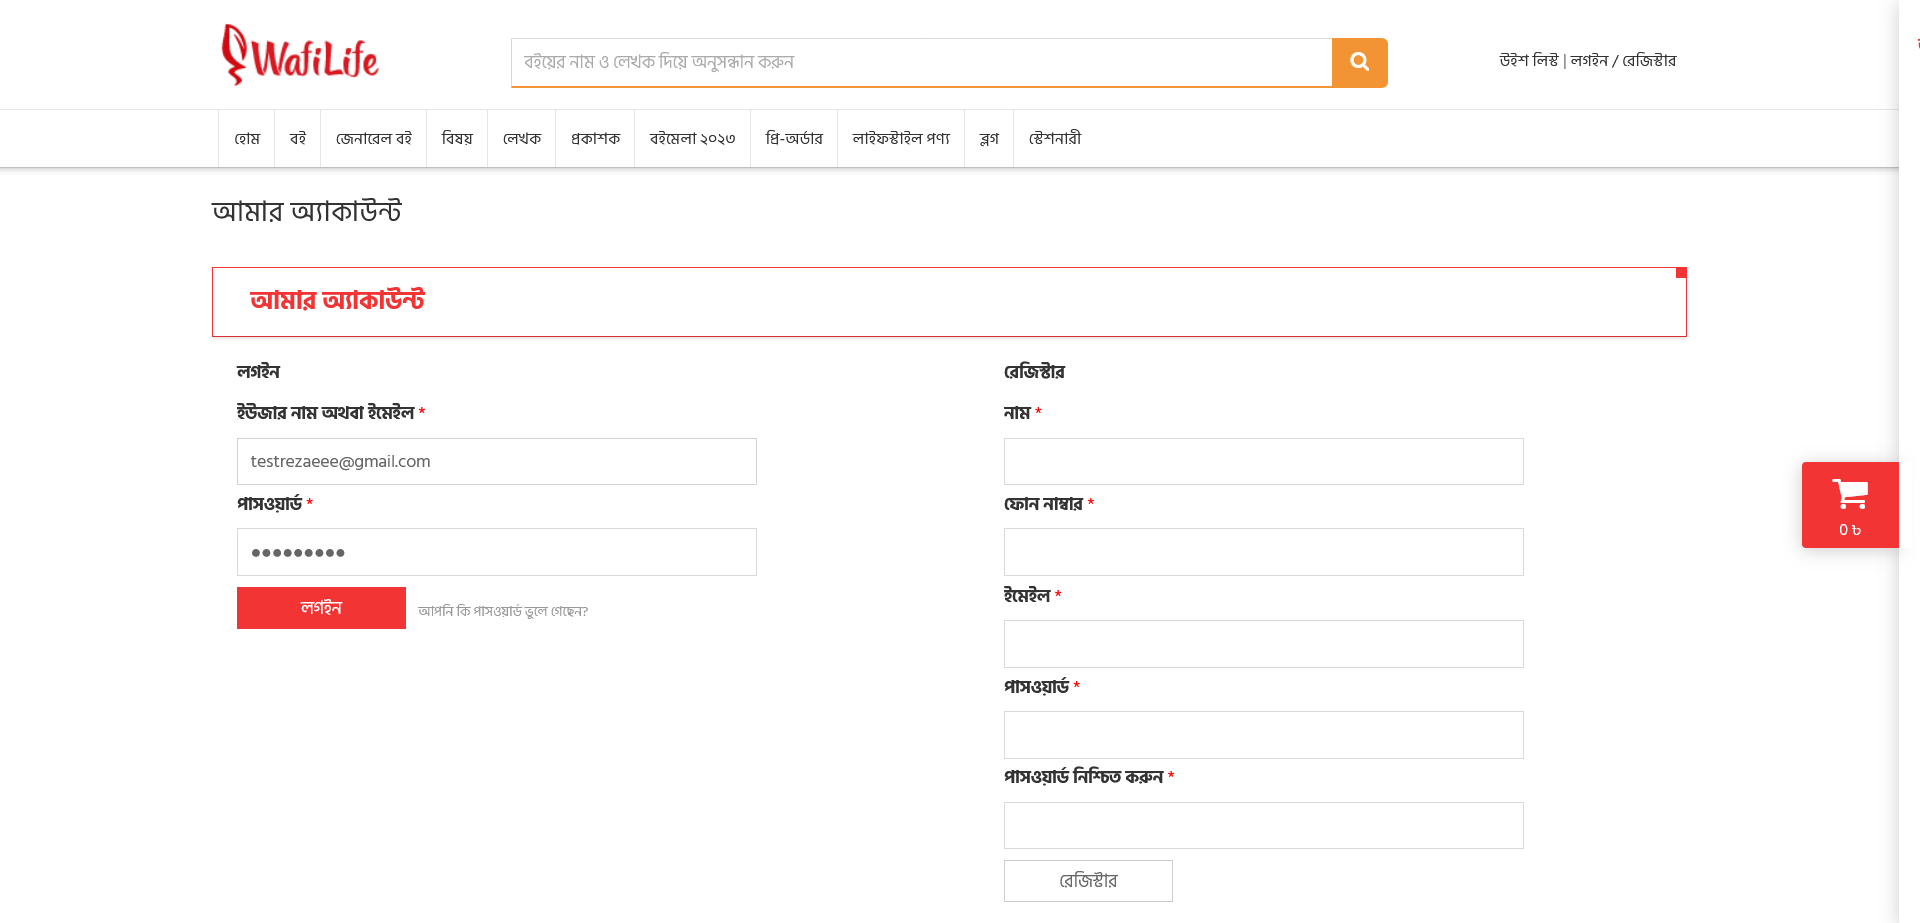 WafiLife
বইয়ের নাম ও লেখক দিয়ে অনুসন্ধান করুন
উইশ লিস্ট | লগইন / রেজিস্টার
হোম বই জেনারেল বই বিষয় লেখক প্রকাশক বইমেলা ২০২৩ প্রি-অর্ডার লাইফস্টাইল পণ্য ব্লগ স্টেশনারী
আমার অ্যাকাউন্ট
আমার অ্যাকাউন্ট
লগইন
ইউজার নাম অথবা ইমেইল *
testrezaeee@gmail.com
পাসওয়ার্ড *
লগইন আপনি কি পাসওয়ার্ড ভুলে গেছেন?
রেজিস্টার
নাম *
ফোন নাম্বার *
ইমেইল *
পাসওয়ার্ড *
পাসওয়ার্ড নিশ্চিত করুন *
রেজিস্টার
0 ৳